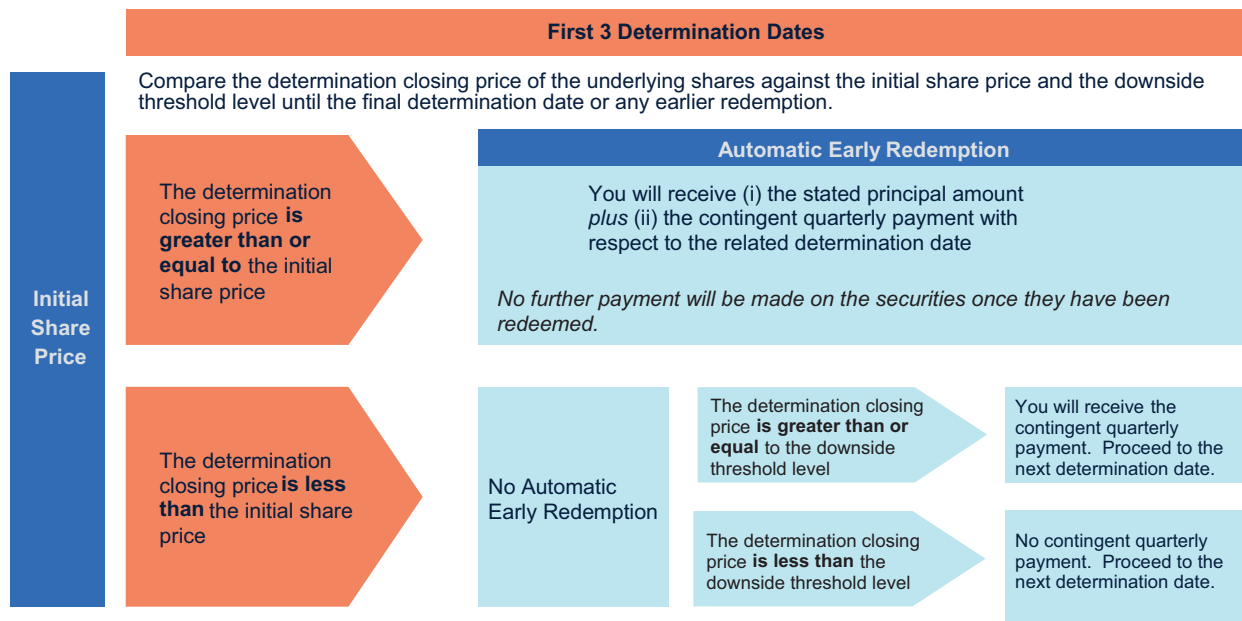 First 3 Determination Dates
Compare the determination closing price of the underlying shares against the initial share price and the downside
threshold level until the final determination date or any earlier redemption.
Initial
Share
Price
The determination
closing price is
greater than or
equal to the initial
share price
Automatic Early Redemption
You will receive (i) the stated principal amount
plus (ii) the contingent quarterly payment with
respect to the related determination date
No further payment will be made on the securities once they have been
redeemed.
The determination
closing price is less
than the initial share
price
No Automatic
Early Redemption
The determination closing
price is greater than or
equal to the downside
threshold level
You will receive the
contingent quarterly
payment. Proceed to the
next determination date.
The determination closing
price is less than the
downside threshold level
No contingent quarterly
payment. Proceed to the
next determination date.